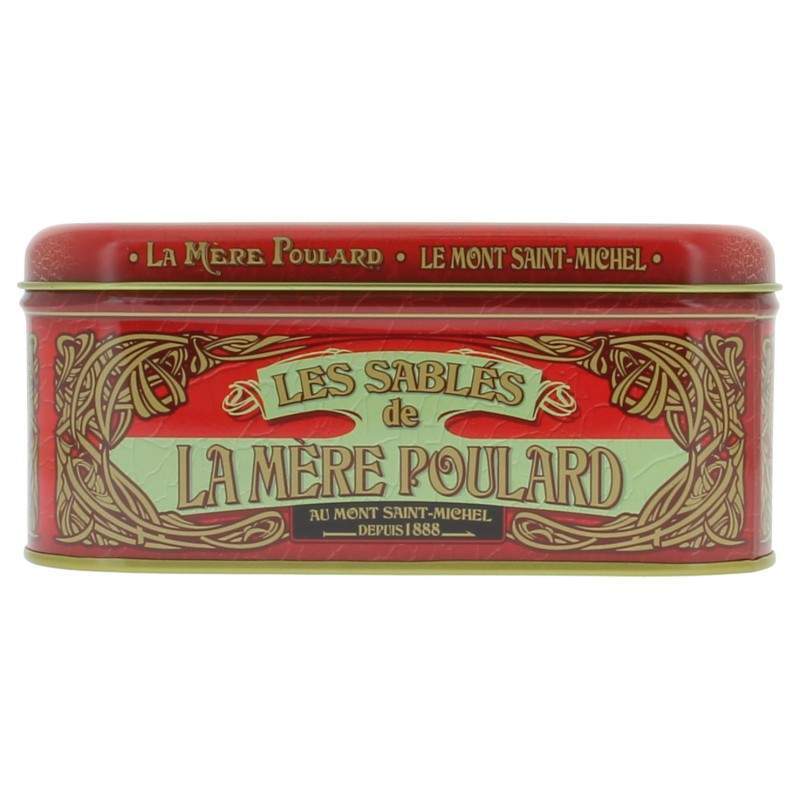 • LA MÈRE POULARD • LE MONT SAINT-MICHEL •
LES SABLÉS
de
LA MÈRE POULARD
AU MONT SAINT-MICHEL
DEPUIS 1888